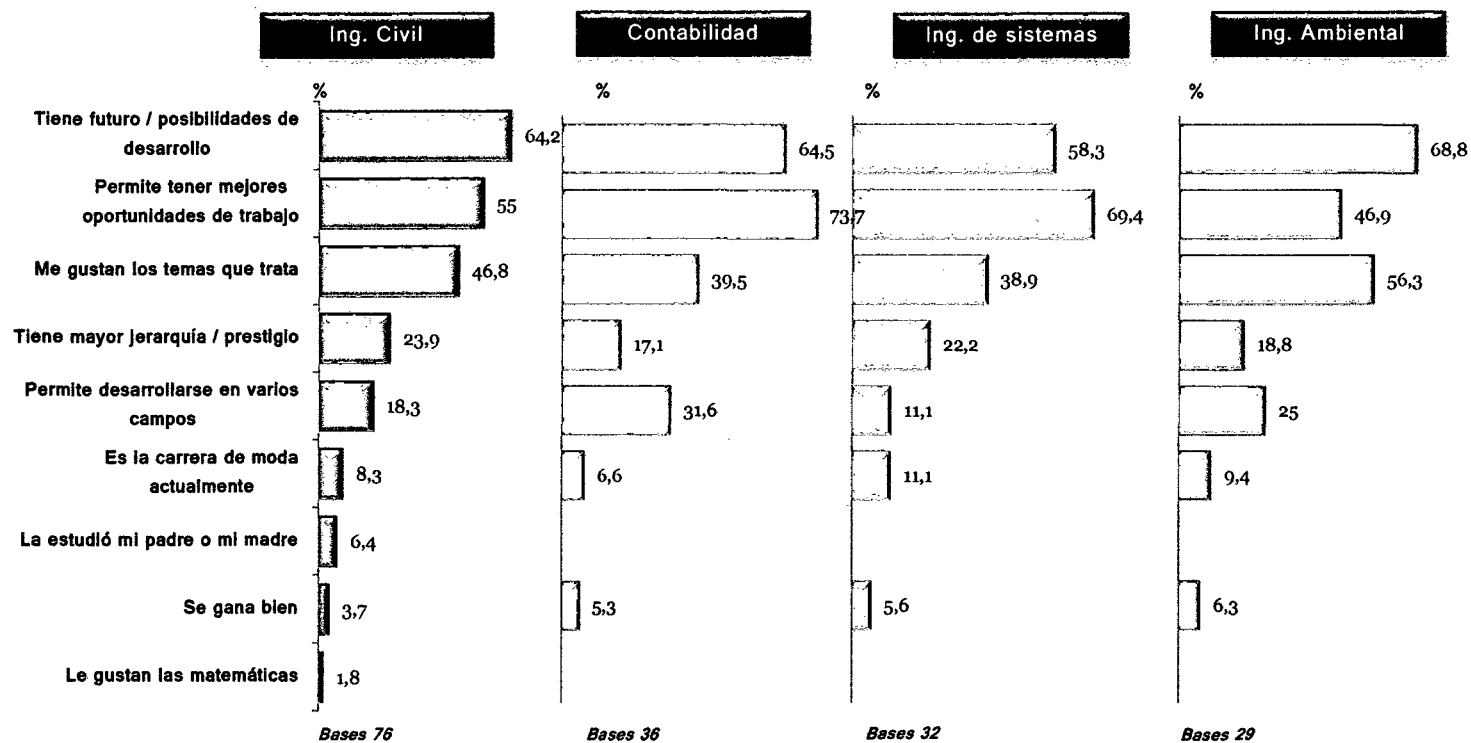 Ing. Civil Contabilidad Ing. de sistemas Ing. Ambiental
% % % %
Tiene futuro / posibilidades de
desarrollo
64,2 64,5 58,3 68,8
Permite tener mejores
oportunidades de trabajo
55 73,7 69,4 46,9
Me gustan los temas que trata
46,8 39,5 38,9 56,3
Tiene mayor jerarquía / prestigio
23,9 17,1 22,2 18,8
Permite desarrollarse en varios
campos
18,3 31,6 11,1 25
Es la carrera de moda
actualmente
8,3 6,6 11,1 9,4
La estudió mi padre o mi madre
6,4
Se gana bien
3,7 5,3 5,6 6,3
Le gustan las matemáticas
1,8
Bases 76 Bases 36 Bases 32 Bases 29